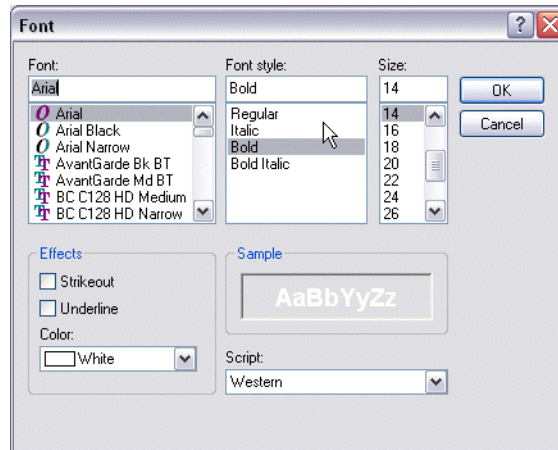 Font
Font:
Arial
Arial
Arial Black
Arial Narrow
AvantGarde Bk BT
AvantGarde Md BT
BC C128 HD Medium
BC C128 HD Narrow
Font style:
Bold
Regular
Italic
Bold
Bold Italic
Size:
14
14
16
18
20
22
24
26
OK
Cancel
Effects
Strikeout
Underline
Color:
White
Sample
AaBbYyZz
Script:
Western